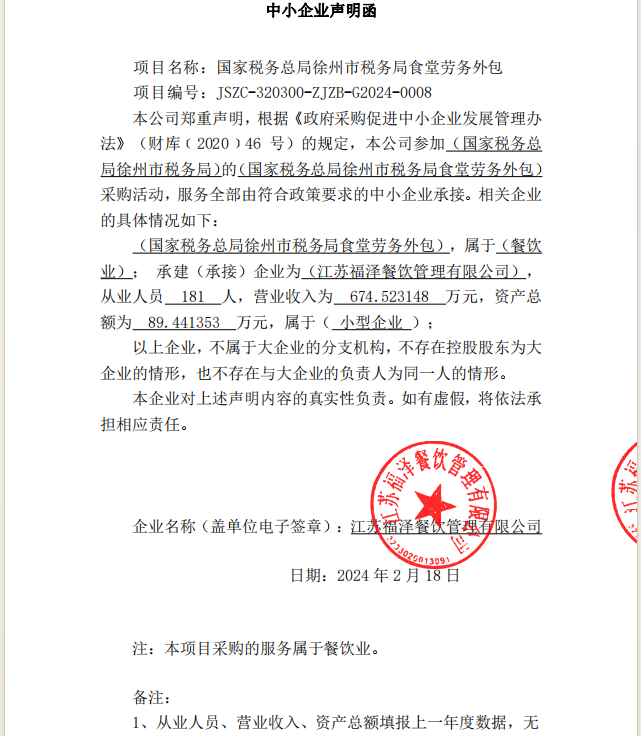 中小企业声明函
项目名称：国家税务总局徐州市税务局食堂劳务外包
项目编号：JSZC-320300-ZJZB-G2024-0008
本公司郑重声明，根据《政府采购促进中小企业发展管理办
法》（财库﹝2020﹞46 号）的规定，本公司参加（国家税务总
局徐州市税务局）的（国家税务总局徐州市税务局食堂劳务外包）
采购活动，服务全部由符合政策要求的中小企业承接。相关企业
的具体情况如下：
（国家税务总局徐州市税务局食堂劳务外包），属于（餐饮
业）； 承建（承接）企业为（江苏福泽餐饮管理有限公司），
从业人员 181 人，营业收入为 674.523148 万元，资产总
额为 89.441353 万元，属于（ 小型企业 ）；
以上企业，不属于大企业的分支机构，不存在控股股东为大
企业的情形，也不存在与大企业的负责人为同一人的情形。
本企业对上述声明内容的真实性负责。如有虚假，将依法承
担相应责任。
江苏福泽餐饮管理有限公司
企业名称（盖单位电子签章）：江苏福泽餐饮管理有限公司
日期：2024 年 2 月 18 日
注：本项目采购的服务属于餐饮业。
备注：
1、从业人员、营业收入、资产总额填报上一年度数据，无